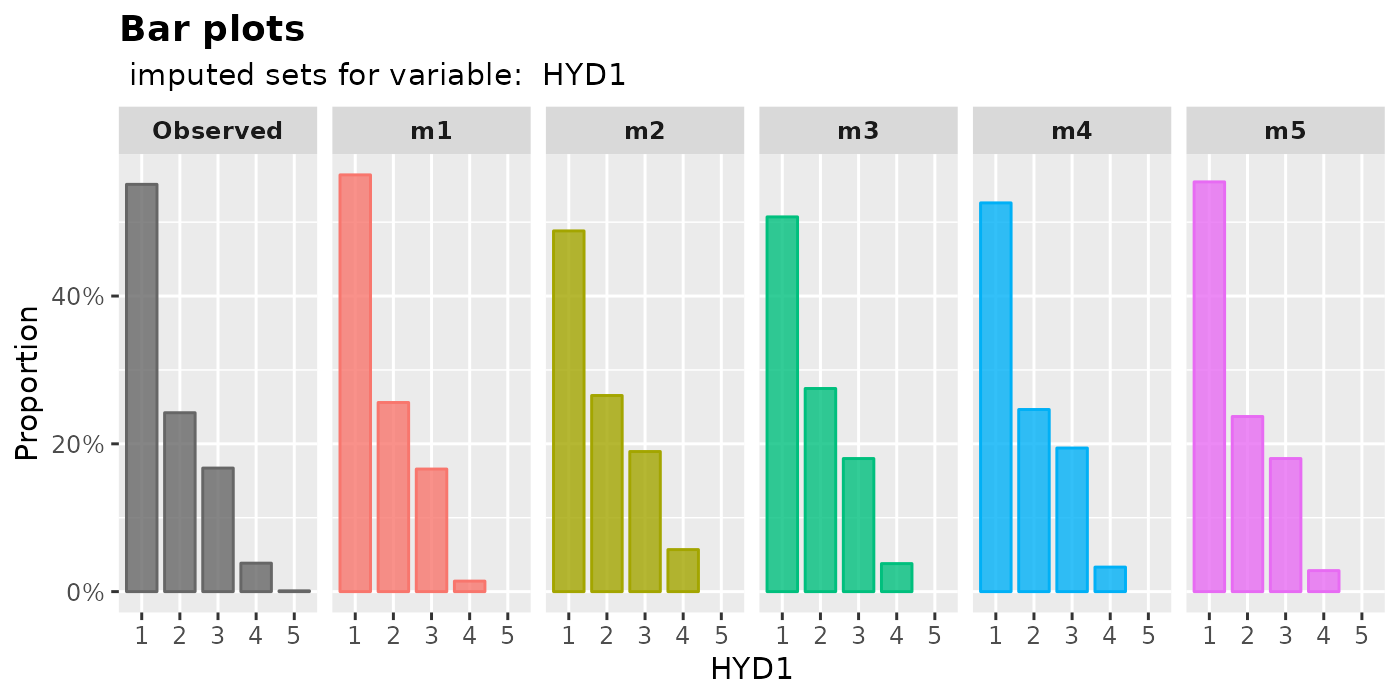 Bar plots
imputed sets for variable:  HYD1
Observed m1 m2 m3 m4 m5
40%
20%
0%
Proportion
1 2 3 4 5 1 2 3 4 5 1 2 3 4 5 1 2 3 4 5 1 2 3 4 5 1 2 3 4 5
HYD1